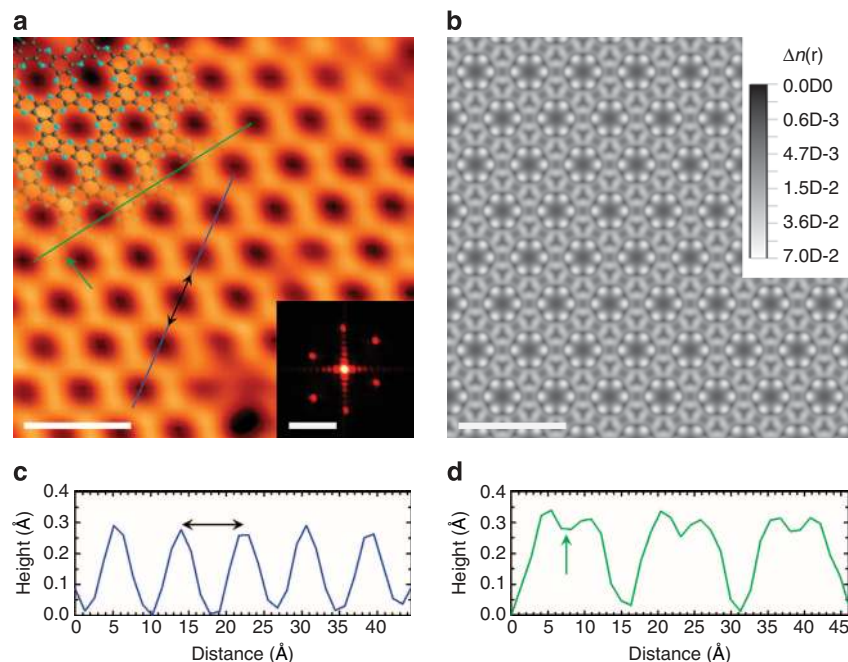 a
b
Δn(r)
0.0D0
0.6D-3
4.7D-3
1.5D-2
3.6D-2
7.0D-2
c
0.4
0.3
0.2
0.1
0.0
Height (Å)
0 5 10 15 20 25 30 35 40
Distance (Å)
d
0.4
0.3
0.2
0.1
0.0
Height (Å)
0 5 10 15 20 25 30 35 40 45
Distance (Å)